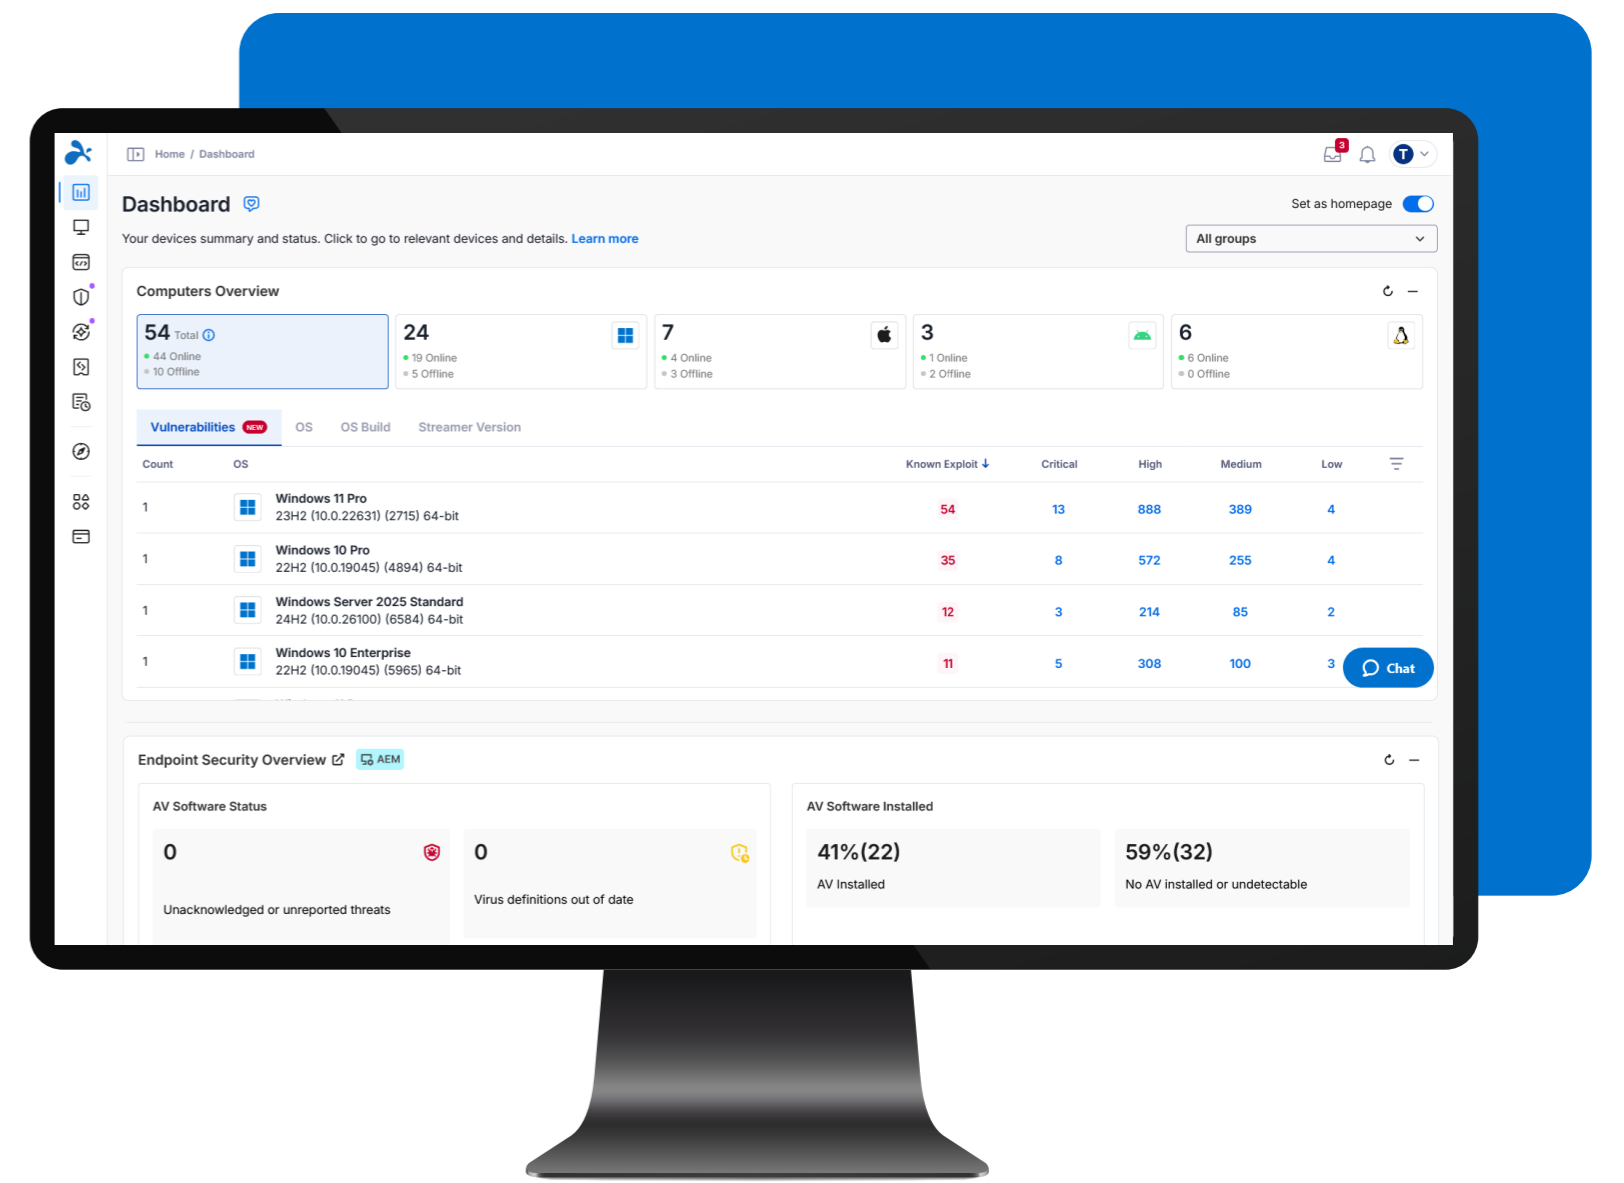 Home / Dashboard
3
T
Dashboard
Set as homepage
Your devices summary and status. Click to go to relevant devices and details. Learn more
All groups
Computers Overview
54 Total
44 Online
10 Offline
24
19 Online
5 Offline
7
4 Online
3 Offline
3
1 Online
2 Offline
6
6 Online
0 Offline
Vulnerabilities NEW OS OS Build Streamer Version
Count OS Known Exploit Critical High Medium Low
1 Windows 11 Pro
23H2 (10.0.22631) (2715) 64-bit
54 13 888 389 4
1 Windows 10 Pro
22H2 (10.0.19045) (4894) 64-bit
35 8 572 255 4
1 Windows Server 2025 Standard
24H2 (10.0.26100) (6584) 64-bit
12 3 214 85 2
1 Windows 10 Enterprise
22H2 (10.0.19045) (5965) 64-bit
11 5 308 100 3
Chat
Endpoint Security Overview AEM
AV Software Status
0
Unacknowledged or unreported threats
0
Virus definitions out of date
AV Software Installed
41%(22)
AV Installed
59%(32)
No AV installed or undetectable